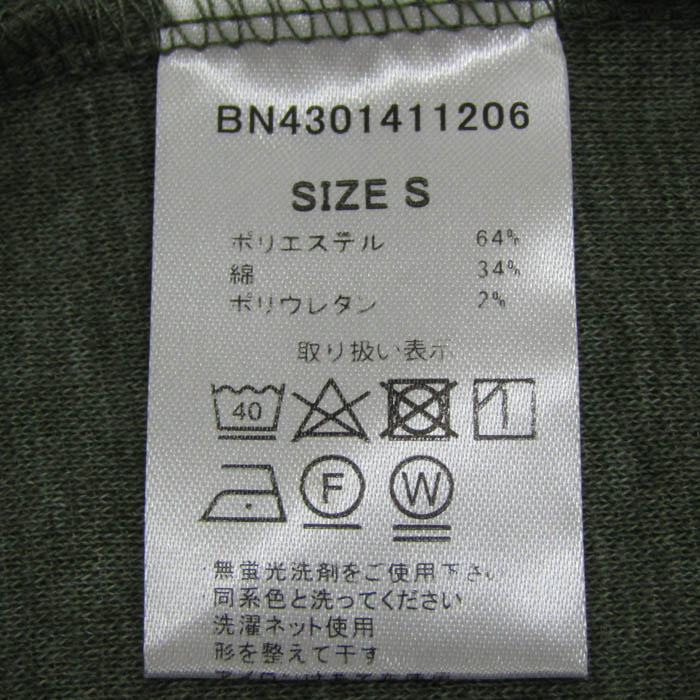 BN4301411206
SIZE S
ポリエステル 64%
綿 34%
ポリウレタン 2%
取り扱い表示
40
F W
無蛍光洗剤をご使用下さい
同系色と洗ってください
洗濯ネット使用
形を整えて干す